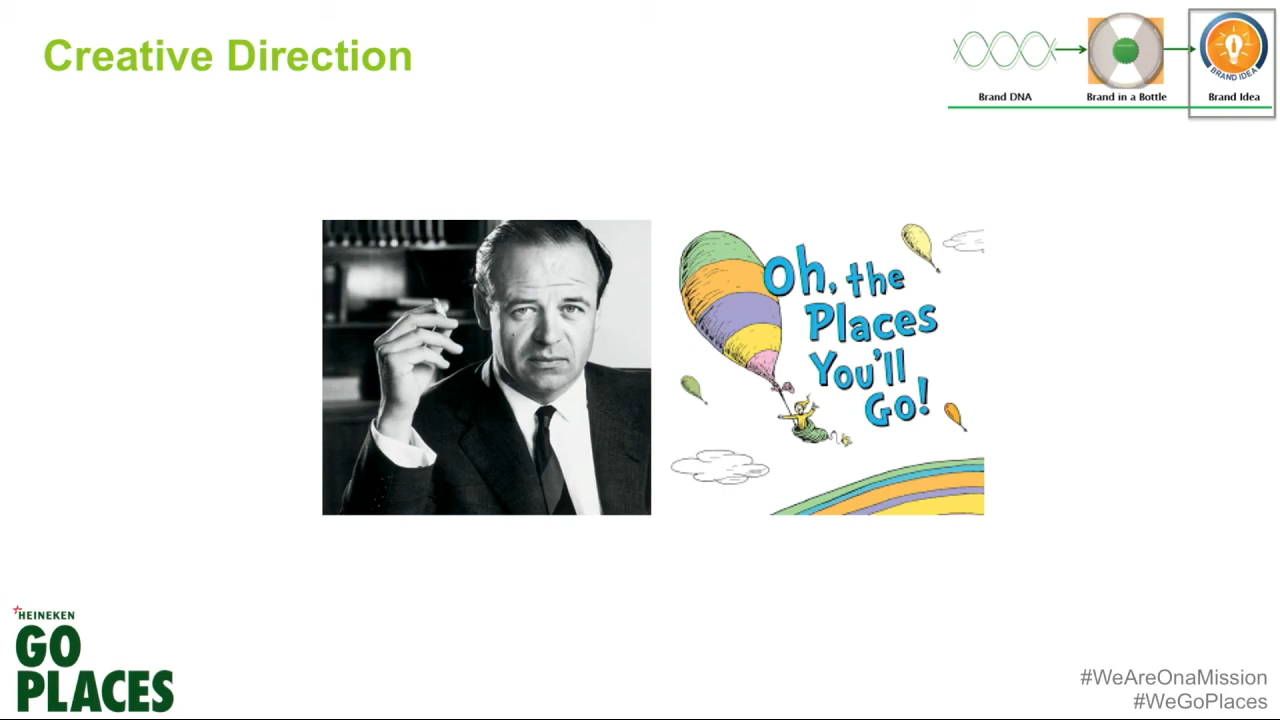 Creative Direction
Brand DNA
Brand in a Bottle
BRAND IDEA
Brand Idea
Oh, the
Places
You'll
Go!
HEINEKEN
GO
PLACES
#WeAreOnaMission
#WeGoPlaces